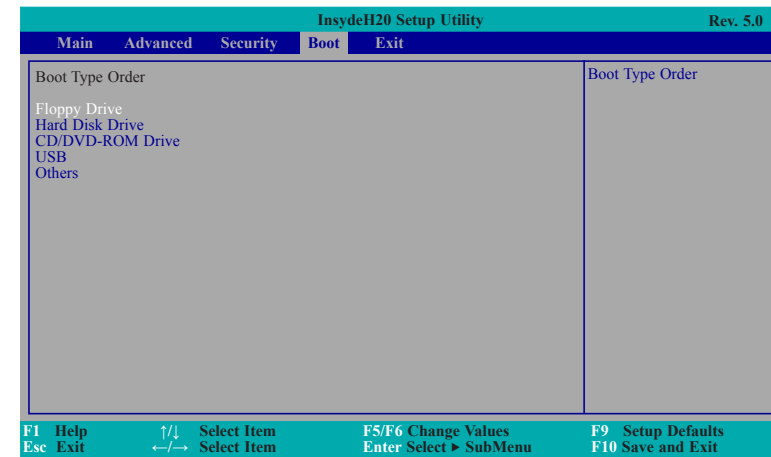 InsydeH20 Setup Utility Rev. 5.0
Main Advanced Security Boot Exit
Boot Type Order
Floppy Drive
Hard Disk Drive
CD/DVD-ROM Drive
USB
Others
Boot Type Order
F1 Help ↑/↓ Select Item F5/F6 Change Values F9 Setup Defaults
Esc Exit ←/→ Select Item Enter Select ► SubMenu F10 Save and Exit